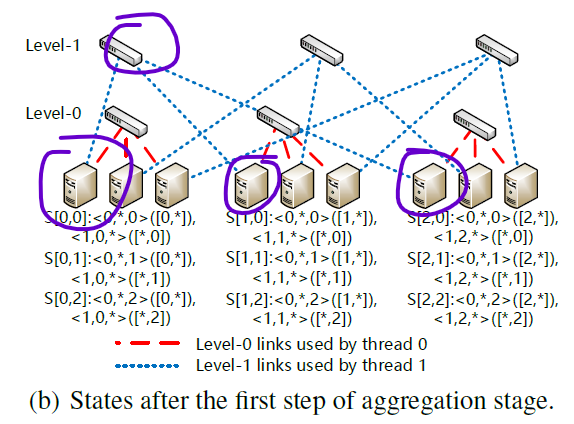 Level-1
Level-0
S[0,0]:<0,*,0>([0,*]), S[1,0]:<0,*,0>([1,*]), S[2,0]:<0,*,0>([2,*]),
<1,0,*>([*,0]) <1,1,*>([*,0]) <1,2,*>([*,0])
S[0,1]:<0,*,1>([0,*]), S[1,1]:<0,*,1>([1,*]), S[2,1]:<0,*,1>([2,*]),
<1,0,*>([*,1]) <1,1,*>([*,1]) <1,2,*>([*,1])
S[0,2]:<0,*,2>([0,*]), S[1,2]:<0,*,2>([1,*]), S[2,2]:<0,*,2>([2,*]),
<1,0,*>([*,2]) <1,1,*>([*,2]) <1,2,*>([*,2])
Level-0 links used by thread 0
Level-1 links used by thread 1
(b) States after the first step of aggregation stage.